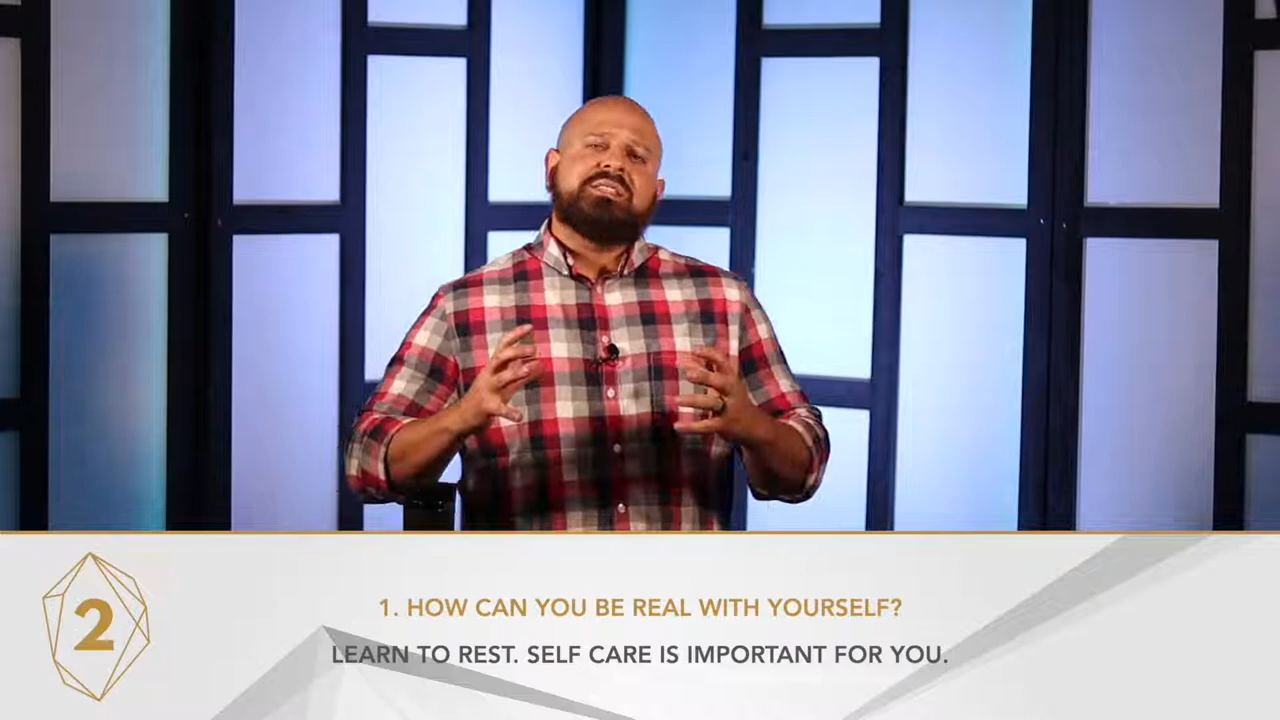 2
1. HOW CAN YOU BE REAL WITH YOURSELF?
LEARN TO REST. SELF CARE IS IMPORTANT FOR YOU.